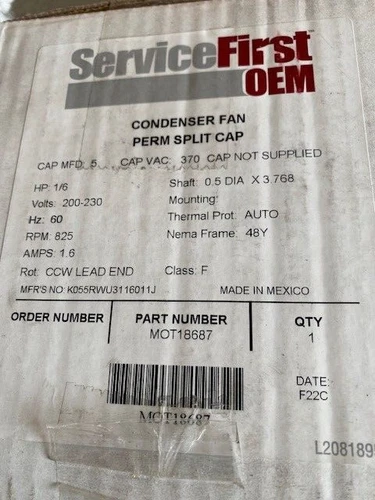 ServiceFirst
OEM
CONDENSER FAN
PERM SPLIT CAP
CAP MFD: 5 CAP VAC: 370 CAP NOT SUPPLIED
HP: 1/6 Shaft: 0.5 DIA X 3.768
Volts: 200-230 Mounting:
Hz: 60 Thermal Prot: AUTO
RPM: 825 Nema Frame: 48Y
AMPS: 1.6
Rot: CCW LEAD END Class: F
MFR'S NO: K055RWU3116011J MADE IN MEXICO
ORDER NUMBER PART NUMBER QTY
MOT18687 1
DATE:
F22C
MOT18687
L2081895